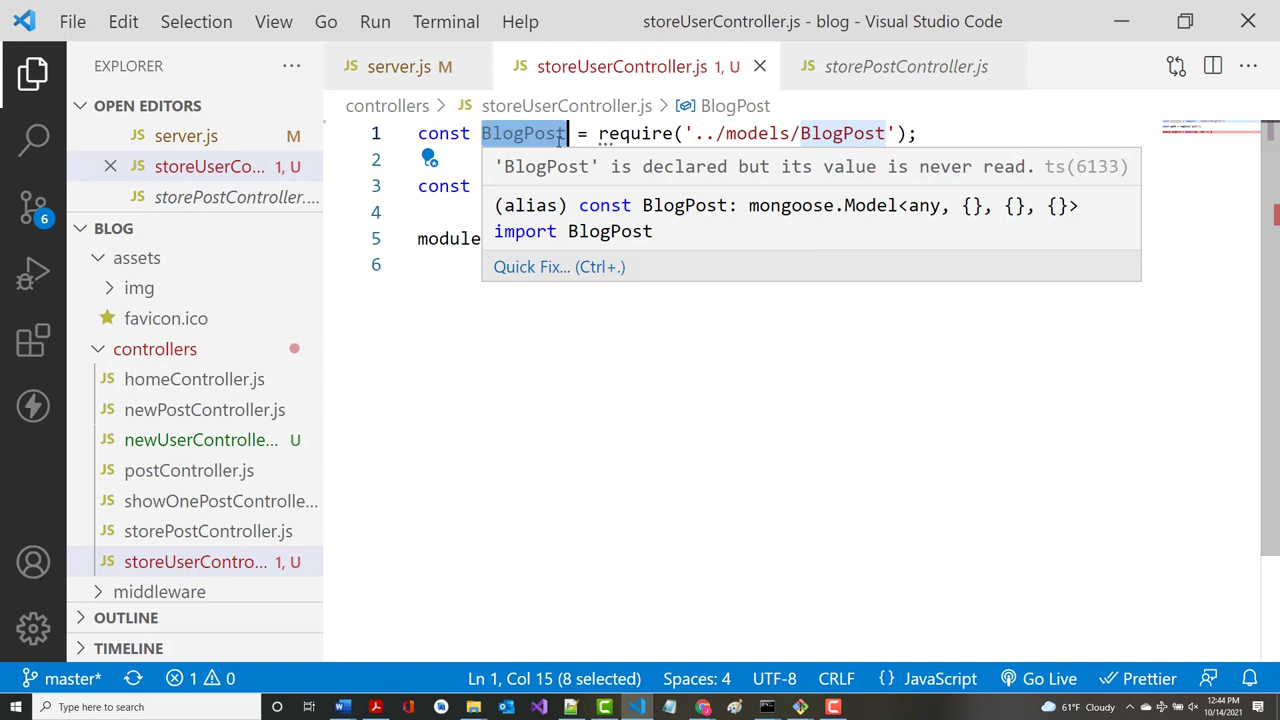 File Edit Selection View Go Run Terminal Help storeUserController.js - blog - Visual Studio Code
EXPLORER
OPEN EDITORS
JS server.js M
JS storeUserCo... 1, U
JS storePostController....
BLOG
assets
img
favicon.ico
controllers
JS homeController.js
JS newPostController.js
JS newUserControlle... U
JS postController.js
JS showOnePostControlle...
JS storePostController.js
JS storeUserContro... 1, U
middleware
OUTLINE
TIMELINE
6
JS server.js M JS storeUserController.js 1, U JS storePostController.js
controllers > JS storeUserController.js > BlogPost
1 const BlogPost = require('../models/BlogPost');
2
3 const
4
5 module
6
'BlogPost' is declared but its value is never read. ts(6133)
(alias) const BlogPost: mongoose.Model<any, {}, {}, {}>
import BlogPost
Quick Fix... (Ctrl+.)
master* 1 0 Ln 1, Col 15 (8 selected) Spaces: 4 UTF-8 CRLF {} JavaScript Go Live Prettier
Type here to search 61°F Cloudy 12:44 PM
10/14/2021